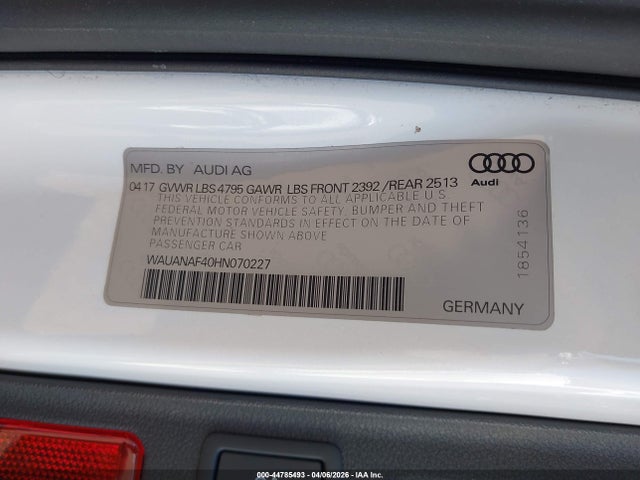 MFD. BY AUDI AG
04 17 GVWR LBS 4795 GAWR LBS FRONT 2392 / REAR 2513
THIS VEHICLE CONFORMS TO ALL APPLICABLE U.S.
FEDERAL MOTOR VEHICLE SAFETY, BUMPER AND THEFT
PREVENTION STANDARDS IN EFFECT ON THE DATE OF
MANUFACTURE SHOWN ABOVE.
PASSENGER CAR
WAUANAF40HN070227
Audi
1854136
GERMANY
000-44785493 - 04/06/2026 - IAA Inc.